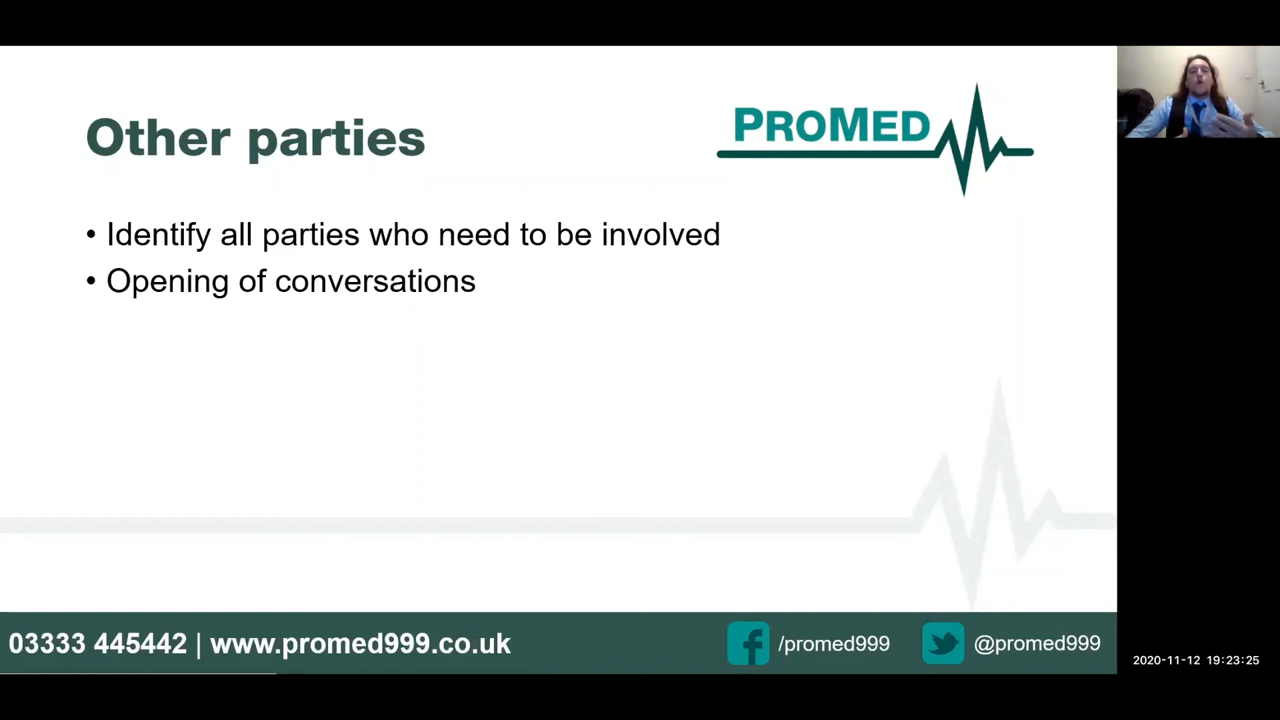 Other parties
PROMED
• Identify all parties who need to be involved
• Opening of conversations
03333 445442 | www.promed999.co.uk
/promed999
@promed999
2020-11-12 19:23:25